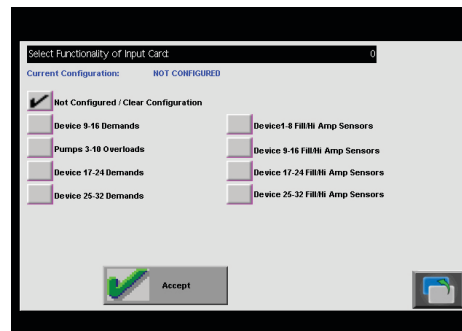 Select Functionality of Input Card: 0
Current Configuration: NOT CONFIGURED
Not Configured / Clear Configuration
Device 9-16 Demands
Pumps 3-10 Overloads
Device 17-24 Demands
Device 25-32 Demands
Device1-8 Fill/Hi Amp Sensors
Device 9-16 Fill/Hi Amp Sensors
Device 17-24 Fill/Hi Amp Sensors
Device 25-32 Fill/Hi Amp Sensors
Accept